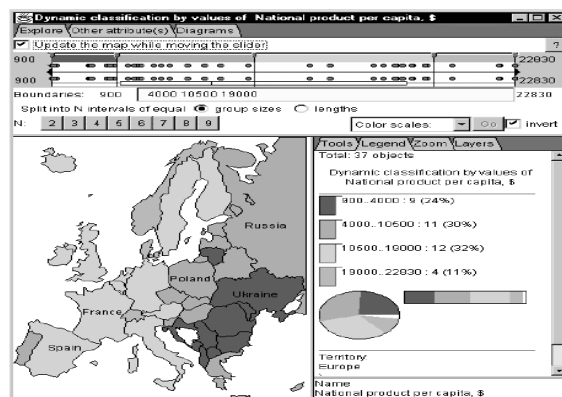 Dynamic classification by values of National product per capita, $
Explore Other attribute(s) Diagrams
Update the map while moving the slider ?
900 22830
900 22830
Boundaries: 900 4000 10500 19000 22830
Split into N intervals of equal group sizes lengths
N: 2 3 4 5 6 7 8 9 Color scales: Go invert
Tools Legend Zoom Layers
Total: 37 objects
Dynamic classification by values of
National product per capita, $
900..4000 : 9 (24%)
4000..10500 : 11 (30%)
10500..19000 : 12 (32%)
19000..22830 : 4 (11%)
Russia
Poland
Ukraine
France
Spain
Territory
Europe
Name
National product per capita, $